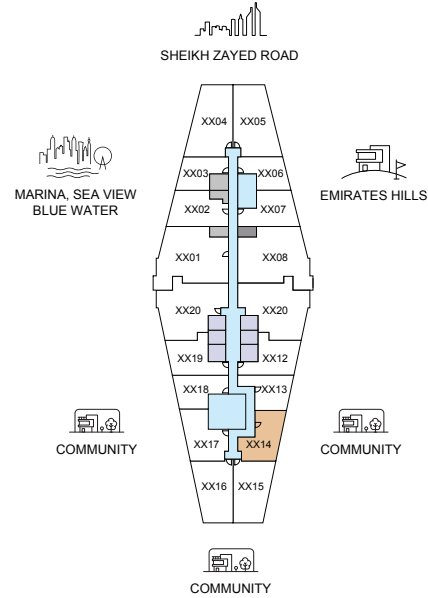 SHEIKH ZAYED ROAD
XX04 XX05
MARINA, SEA VIEW
BLUE WATER
XX03 XX06
EMIRATES HILLS
XX02 XX07
XX01 XX08
XX20 XX20
XX19 XX12
XX18 XX13
COMMUNITY
XX17 XX14
COMMUNITY
XX16 XX15
COMMUNITY